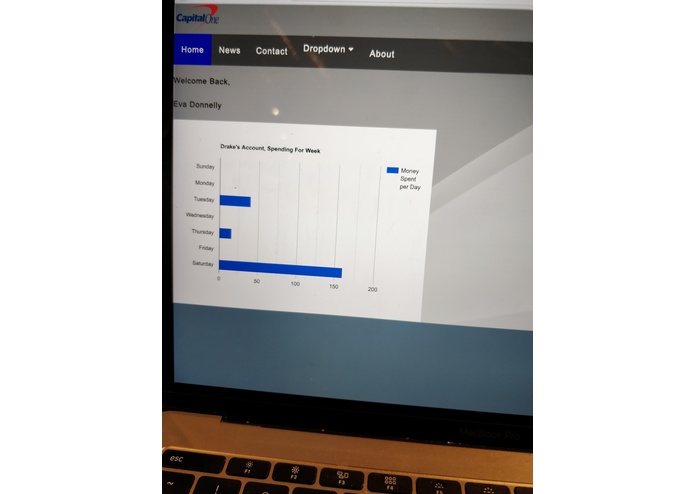 CapitalOne
Home News Contact Dropdown About
Welcome Back,
Eva Donnelly
Drake's Account, Spending For Week
Sunday
Monday
Tuesday
Wednesday
Thursday
Friday
Saturday
0 50 100 150 200
Money
Spent
per Day
MacBook Pro
esc
F1 F2 F3 F4 F5 F6
~ !